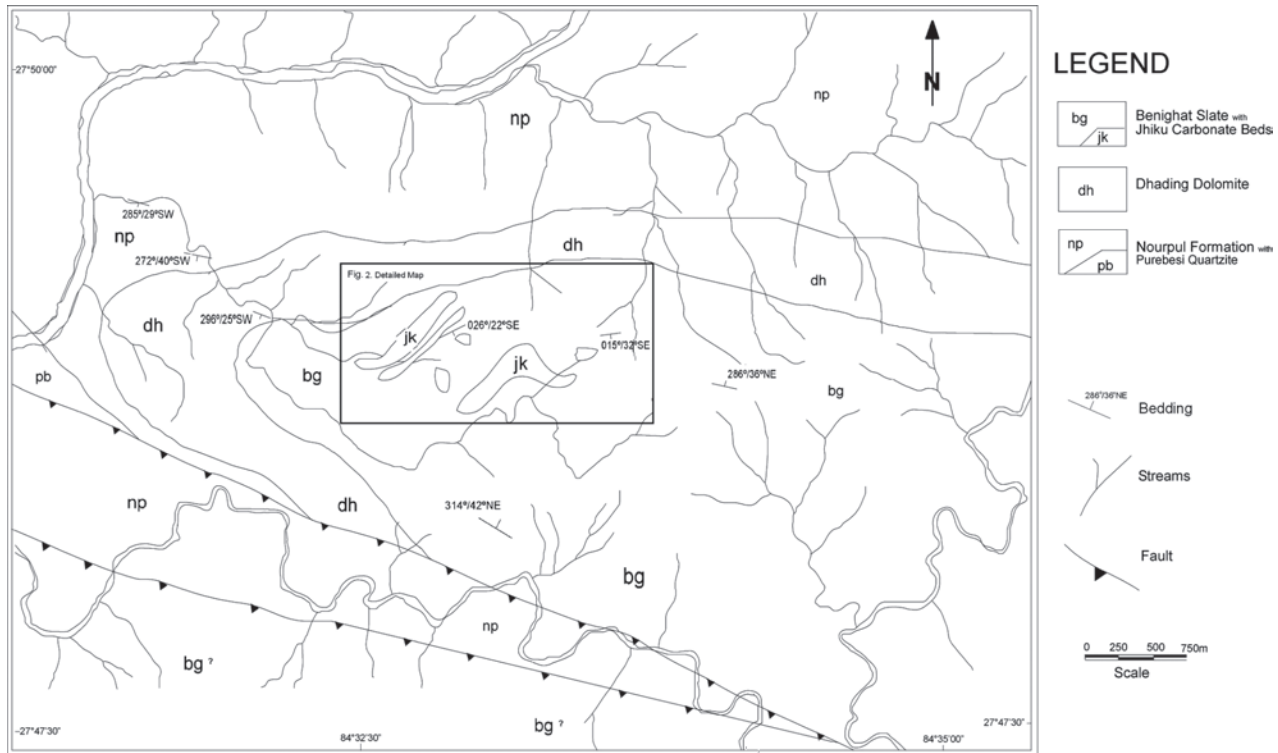 27°50'00"
N
np
np
285°/29°SW
np
272°/40°SW
dh
dh
Fig. 2. Detailed Map
296°/25°SW
dh
jk
026°/22°SE
015°/32°SE
jk
pb
bg
286°/36°NE
bg
np
dh
314°/42°NE
bg
np
bg ?
bg ?
27°47'30"
84°32'30"
84°35'00"
27°47'30"
LEGEND
bg
jk
Benighat Slate with
Jhiku Carbonate Beds
dh
Dhading Dolomite
np
pb
Nourpul Formation with
Purebesi Quartzite
286°/36°NE
Bedding
Streams
Fault
0 250 500 750m
Scale